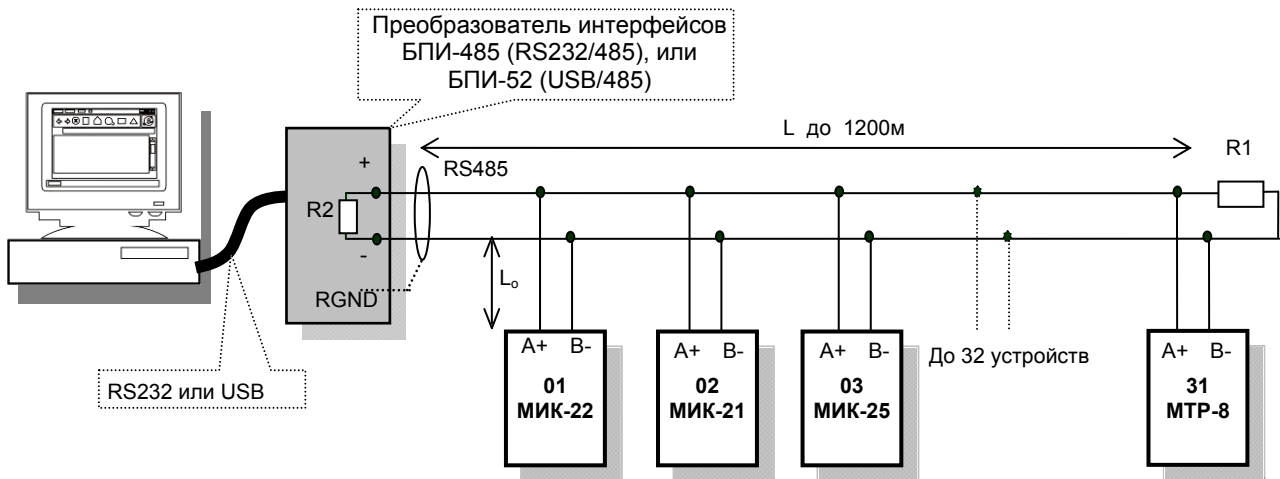 Преобразователь интерфейсов
БПИ-485 (RS232/485), или
БПИ-52 (USB/485)
L до 1200м
R1
+
RS485
R2
-
Lo
RGND
RS232 или USB
A+ B-
01
МИК-22
A+ B-
02
МИК-21
A+ B-
03
МИК-25
До 32 устройств
A+ B-
31
МТР-8